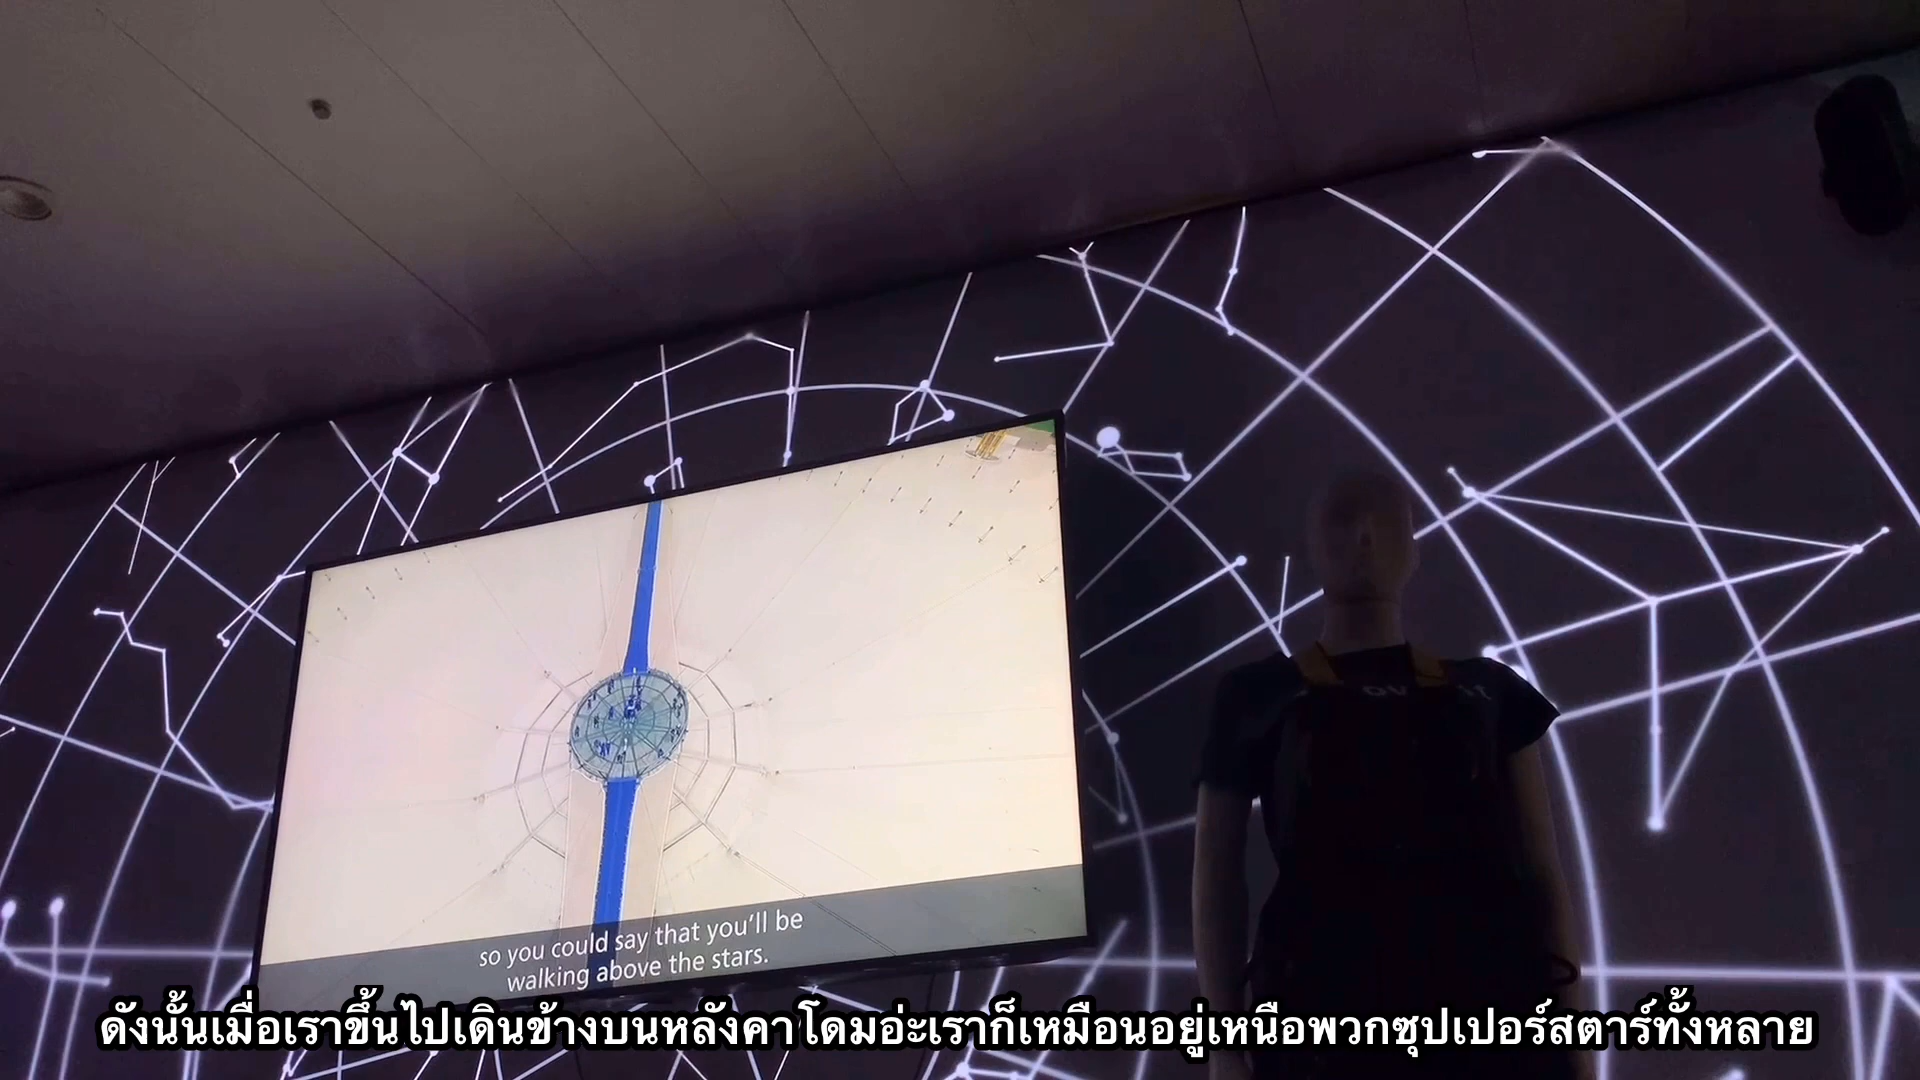 so you could say that you'll be
walking above the stars.
ดังนั้นเมื่อเราขึ้นไปเดินข้างบนหลังคาโดมอ่ะเราก็เหมือนอยู่เหนือพวกซุปเปอร์สตาร์ทั้งหลาย